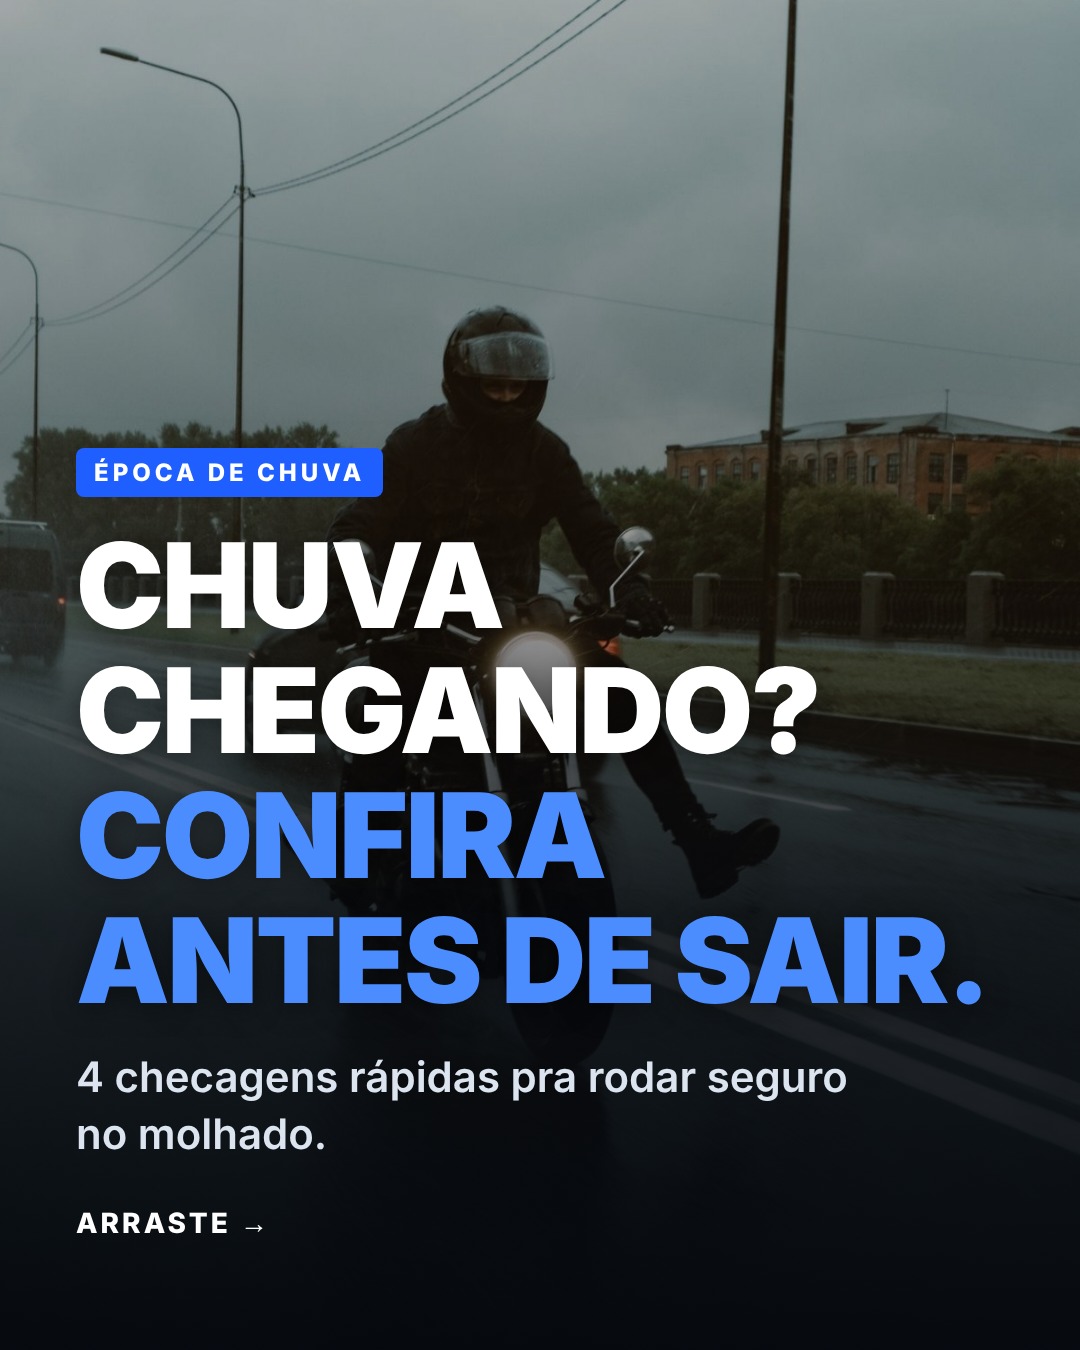 ÉPOCA DE CHUVA
CHUVA
CHEGANDO?
CONFIRA
ANTES DE SAIR.
4 checagens rápidas pra rodar seguro
no molhado.
ARRASTE →